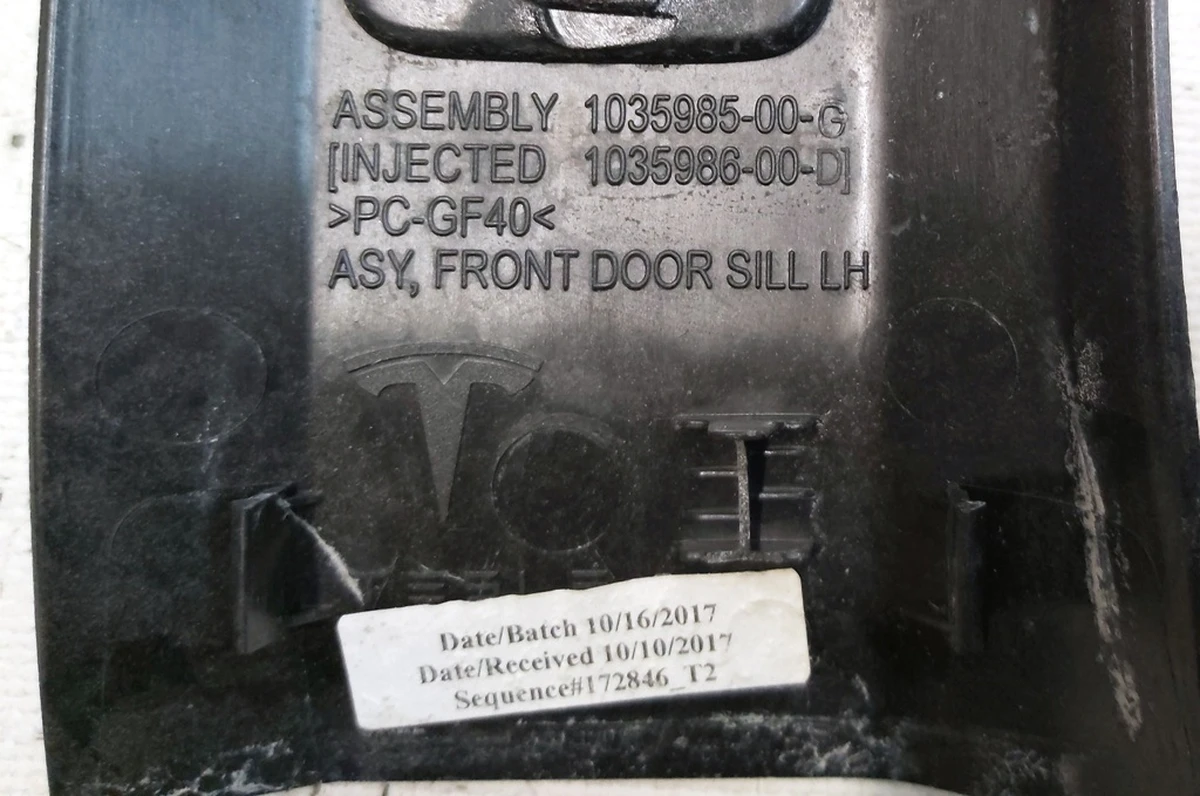 ASSEMBLY 1035985-00-G
[INJECTED 1035986-00-D]
>PC-GF40<
ASY, FRONT DOOR SILL LH
Date/Batch 10/16/2017
Date/Received 10/10/2017
Sequence#172846_T2